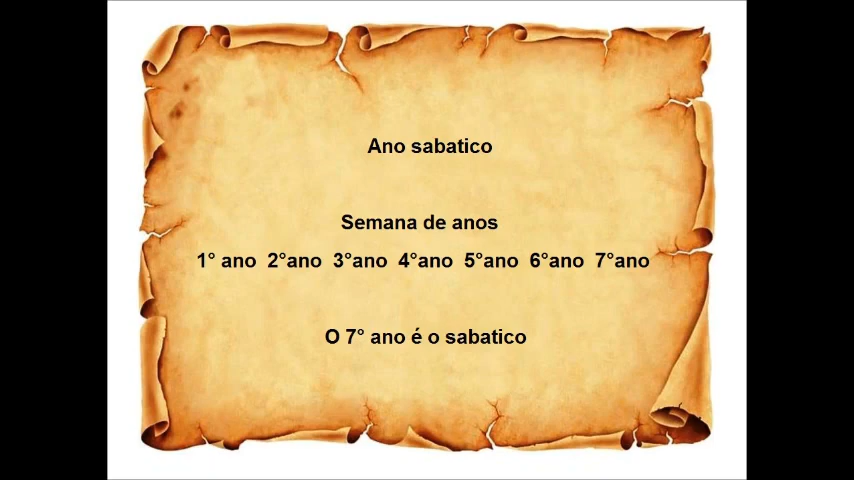 Ano sabatico
Semana de anos
1° ano 2°ano 3°ano 4°ano 5°ano 6°ano 7°ano
O 7° ano é o sabatico